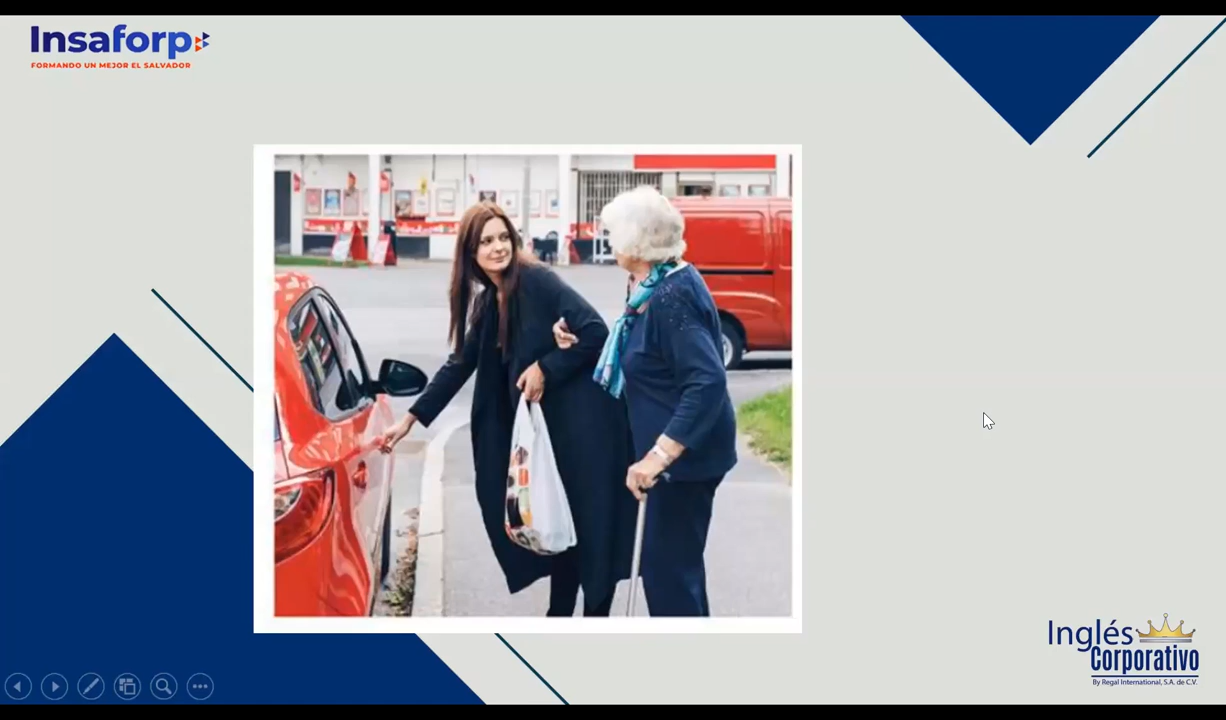 Insaforp
FORMANDO UN MEJOR EL SALVADOR
Inglés
Corporativo
By Regal International, S.A. de C.V.